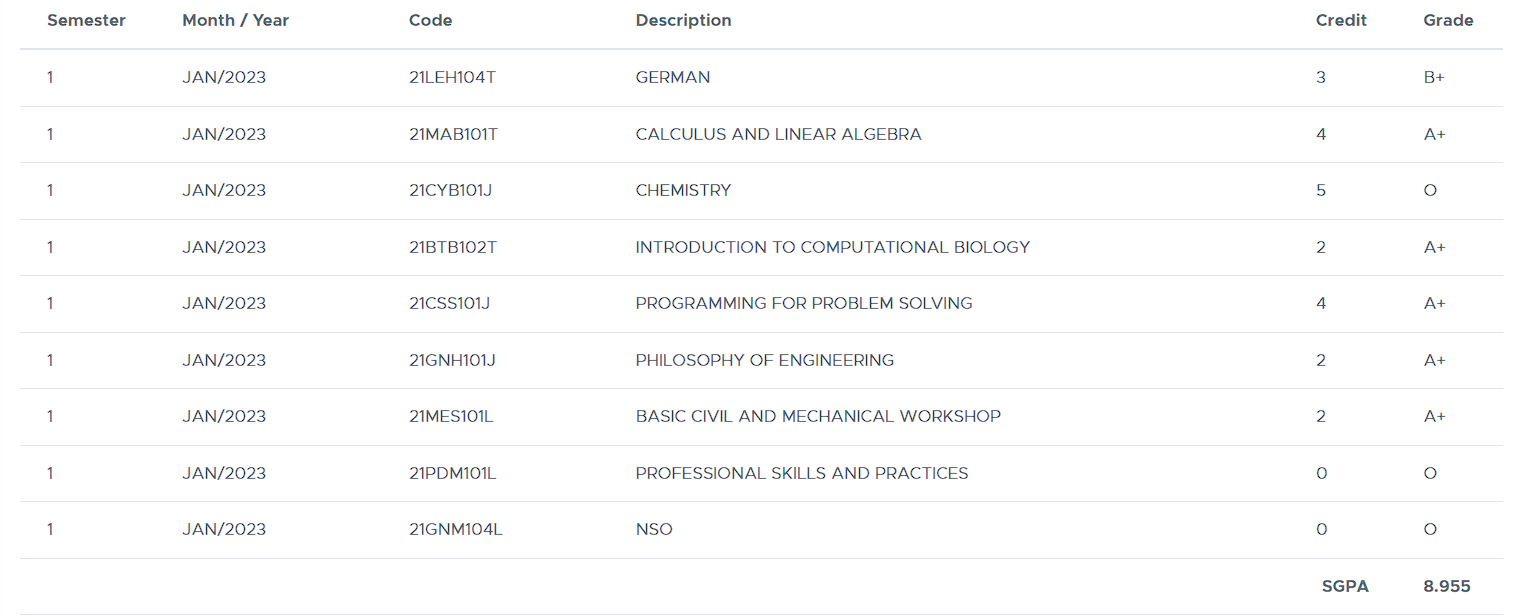 Semester Month / Year Code Description Credit Grade
1 JAN/2023 21LEH104T GERMAN 3 B+
1 JAN/2023 21MAB101T CALCULUS AND LINEAR ALGEBRA 4 A+
1 JAN/2023 21CYB101J CHEMISTRY 5 O
1 JAN/2023 21BTB102T INTRODUCTION TO COMPUTATIONAL BIOLOGY 2 A+
1 JAN/2023 21CSS101J PROGRAMMING FOR PROBLEM SOLVING 4 A+
1 JAN/2023 21GNH101J PHILOSOPHY OF ENGINEERING 2 A+
1 JAN/2023 21MES101L BASIC CIVIL AND MECHANICAL WORKSHOP 2 A+
1 JAN/2023 21PDM101L PROFESSIONAL SKILLS AND PRACTICES 0 O
1 JAN/2023 21GNM104L NSO 0 O
SGPA 8.955